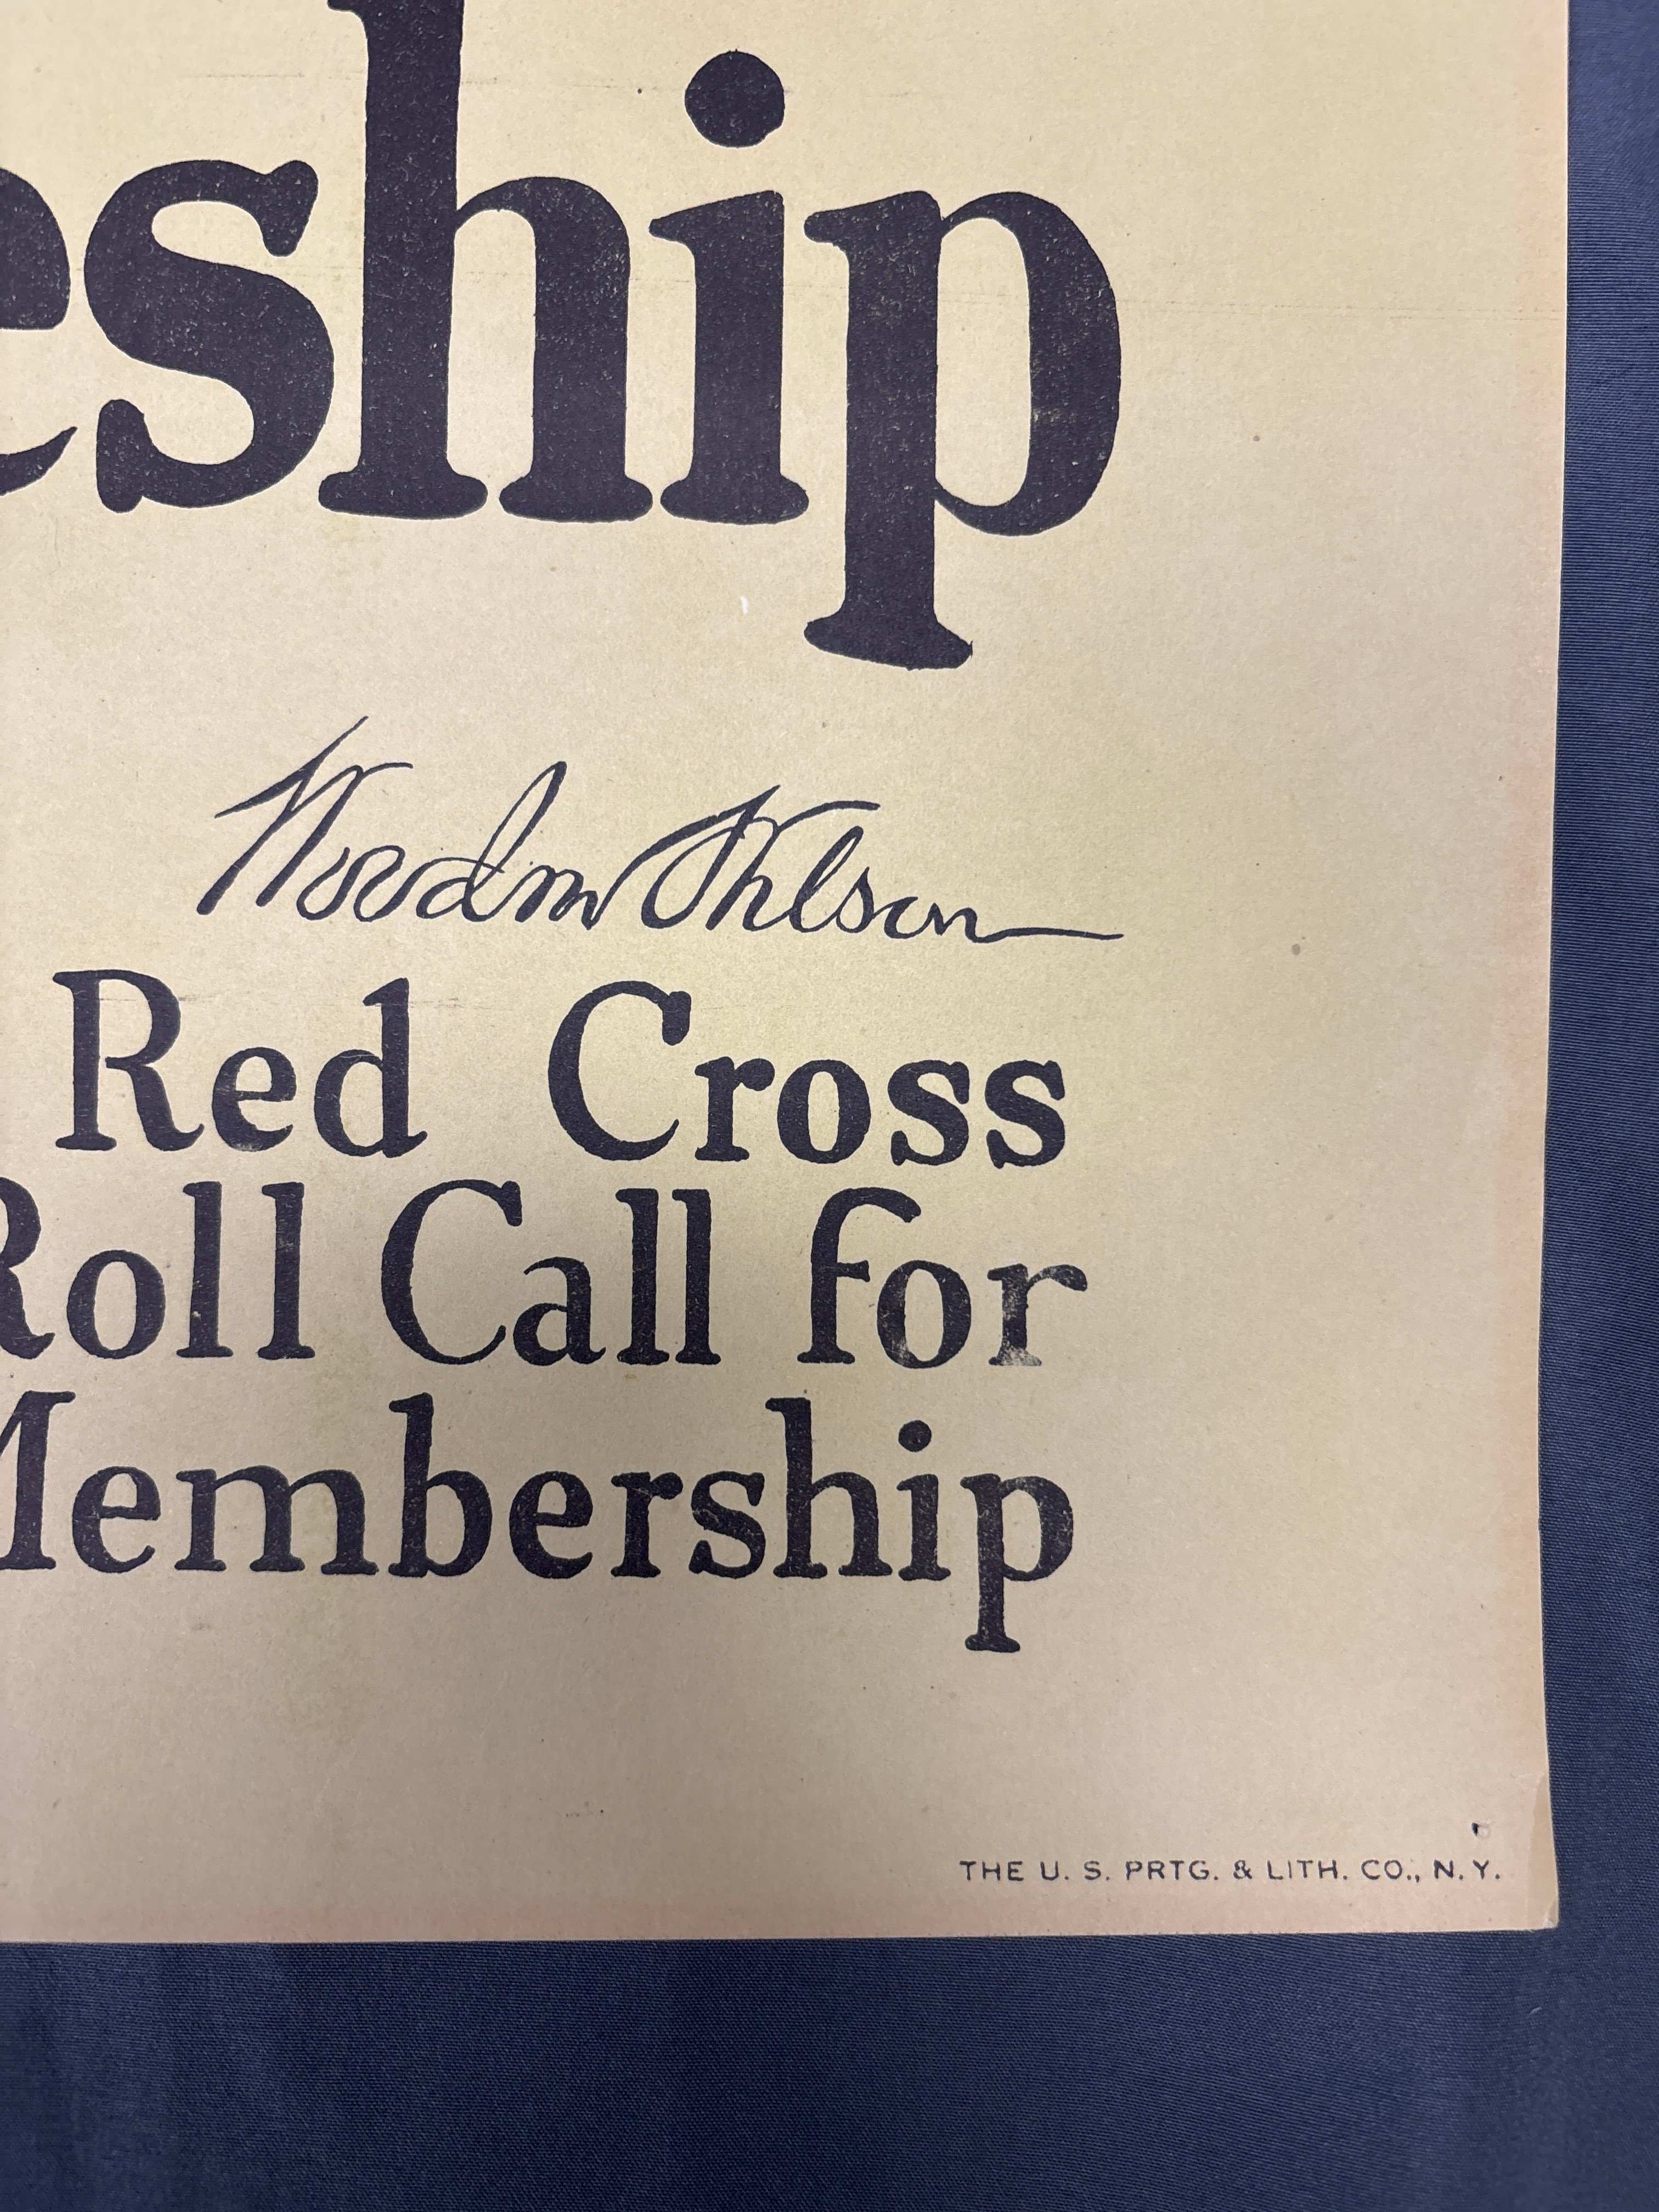 eship
Woodrow Wilson
Red Cross
Roll Call for
Membership
THE U. S. PRTG. & LITH. CO., N. Y.